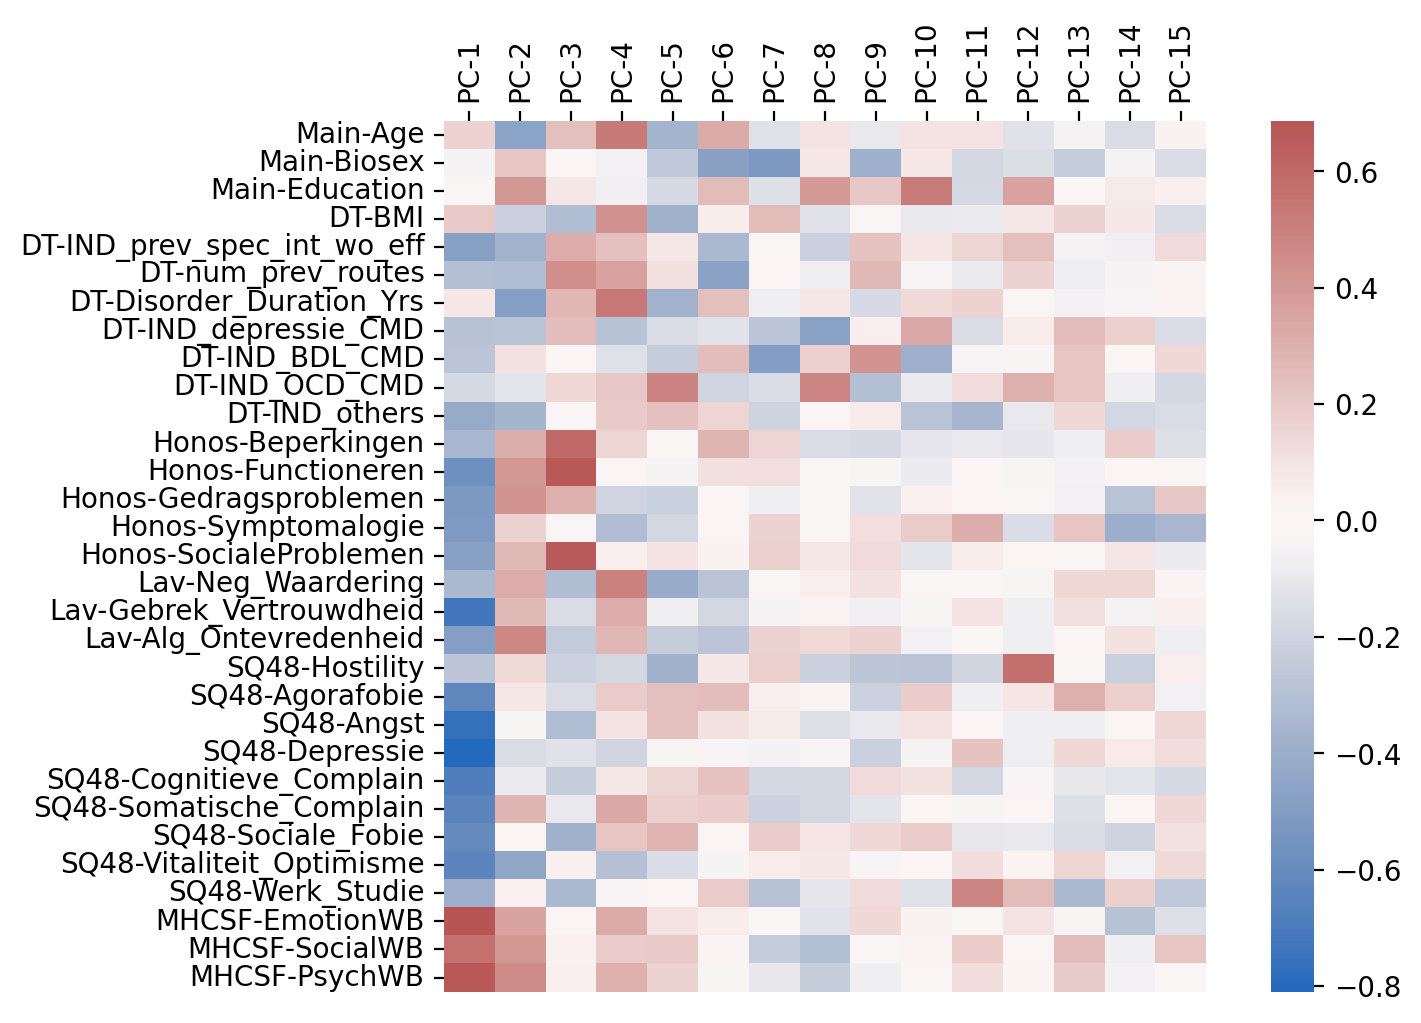 PC-1
PC-2
PC-3
PC-4
PC-5
PC-6
PC-7
PC-8
PC-9
PC-10
PC-11
PC-12
PC-13
PC-14
PC-15
Main-Age
Main-Biosex
Main-Education
DT-BMI
DT-IND_prev_spec_int_wo_eff
DT-num_prev_routes
DT-Disorder_Duration_Yrs
DT-IND_depressie_CMD
DT-IND_BDL_CMD
DT-IND_OCD_CMD
DT-IND_others
Honos-Beperkingen
Honos-Functioneren
Honos-Gedragsproblemen
Honos-Symptomalogie
Honos-SocialeProblemen
Lav-Neg_Waardering
Lav-Gebrek_Vertrouwdheid
Lav-Alg_Ontevredenheid
SQ48-Hostility
SQ48-Agorafobie
SQ48-Angst
SQ48-Depressie
SQ48-Cognitieve_Complain
SQ48-Somatische_Complain
SQ48-Sociale_Fobie
SQ48-Vitaliteit_Optimisme
SQ48-Werk_Studie
MHCSF-EmotionWB
MHCSF-SocialWB
MHCSF-PsychWB
0.6
0.4
0.2
0.0
−0.2
−0.4
−0.6
−0.8